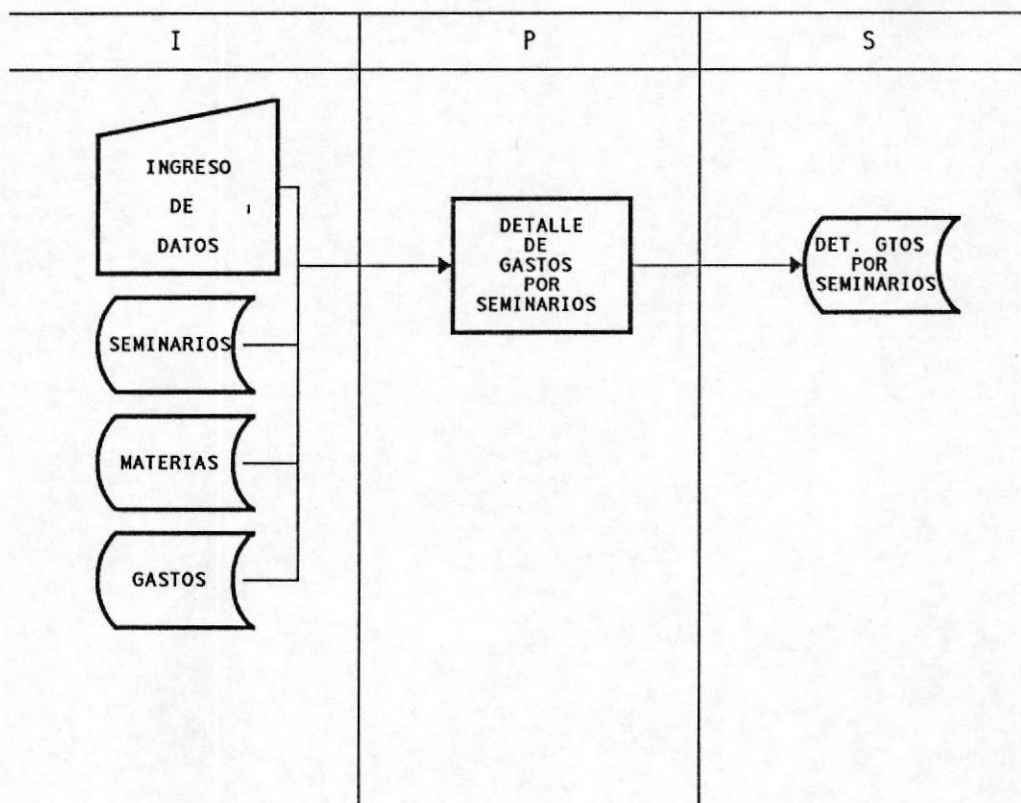 I
P
S
INGRESO
DE
DATOS
SEMINARIOS
MATERIAS
GASTOS
DETALLE
DE
GASTOS
POR
SEMINARIOS
DET. GTOS
POR
SEMINARIOS